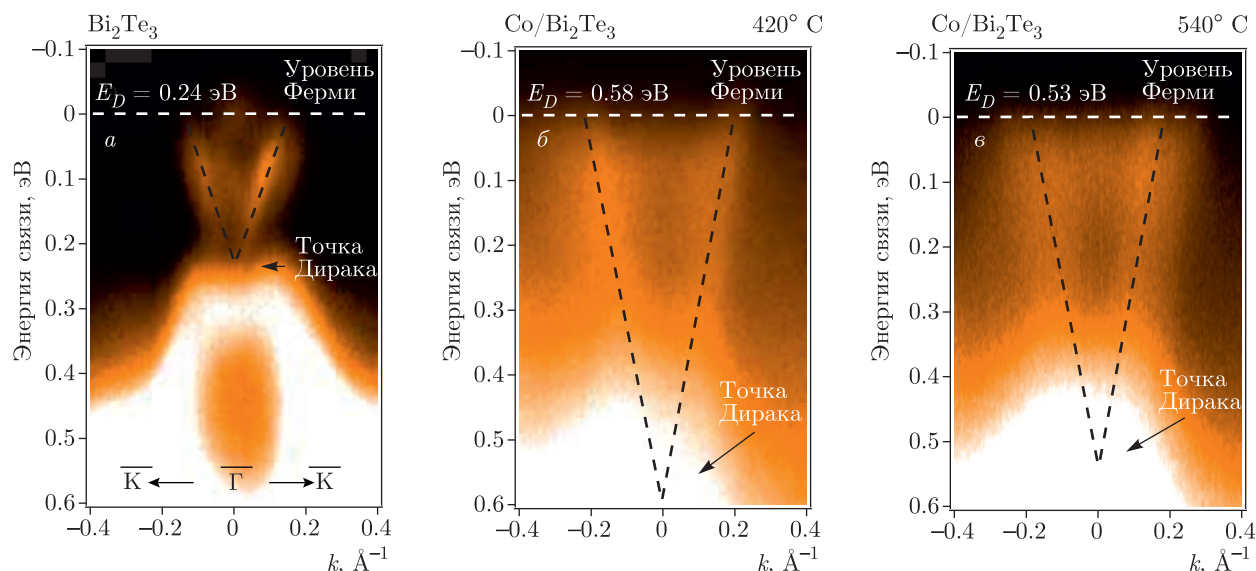 Bi₂Te₃
−0.1
0
0.1
0.2
0.3
0.4
0.5
0.6
Энергия связи, эВ
Уровень
Ферми
E_D = 0.24 эВ
а
Точка
Дирака
K̅ Γ̅ K̅
−0.4 −0.2 0 0.2 0.4
k, Å⁻¹
Co/Bi₂Te₃ 420° C
−0.1
0
0.1
0.2
0.3
0.4
0.5
0.6
Энергия связи, эВ
Уровень
Ферми
E_D = 0.58 эВ
б
Точка
Дирака
−0.4 −0.2 0 0.2 0.4
k, Å⁻¹
Co/Bi₂Te₃ 540° C
−0.1
0
0.1
0.2
0.3
0.4
0.5
0.6
Энергия связи, эВ
Уровень
Ферми
E_D = 0.53 эВ
в
Точка
Дирака
−0.4 −0.2 0 0.2 0.4
k, Å⁻¹